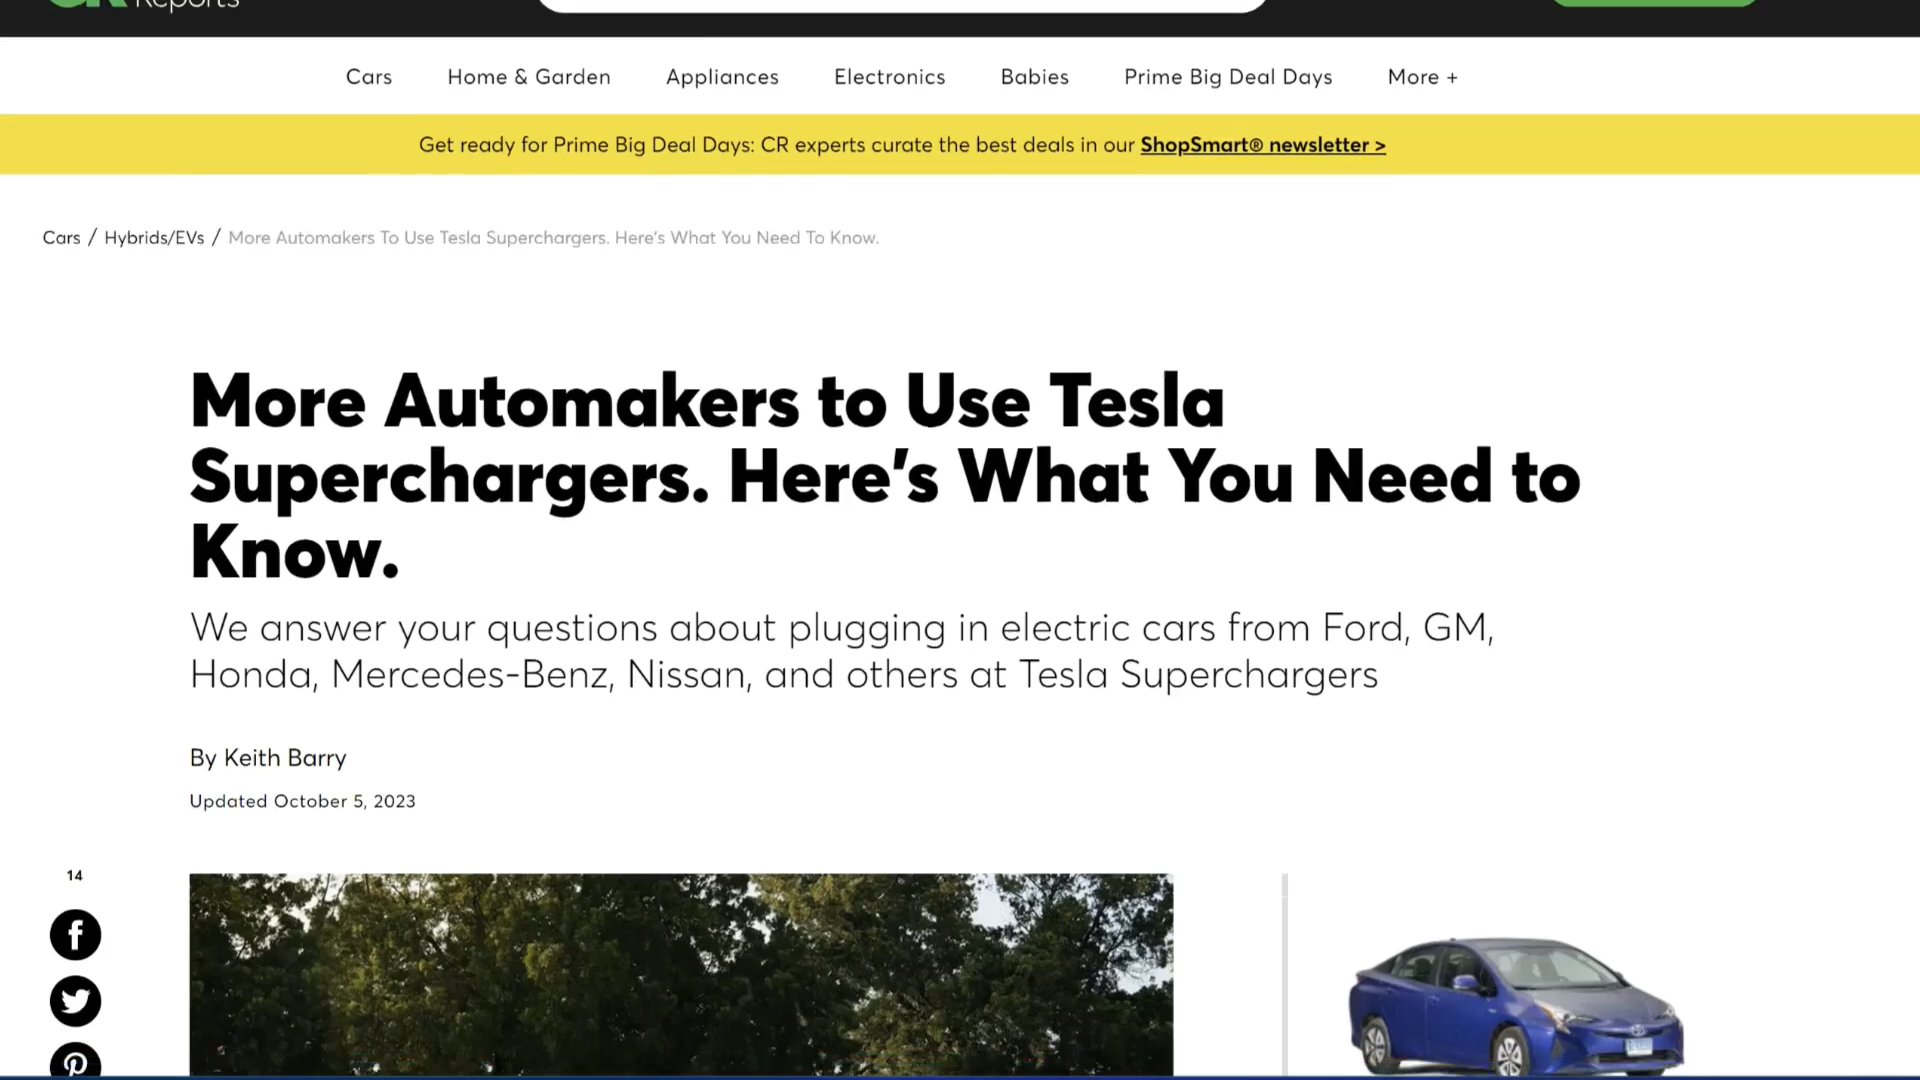 Reports
Cars Home & Garden Appliances Electronics Babies Prime Big Deal Days More +
Get ready for Prime Big Deal Days: CR experts curate the best deals in our ShopSmart® newsletter >
Cars / Hybrids/EVs / More Automakers To Use Tesla Superchargers. Here's What You Need To Know.
More Automakers to Use Tesla
Superchargers. Here's What You Need to
Know.
We answer your questions about plugging in electric cars from Ford, GM,
Honda, Mercedes-Benz, Nissan, and others at Tesla Superchargers
By Keith Barry
Updated October 5, 2023
14